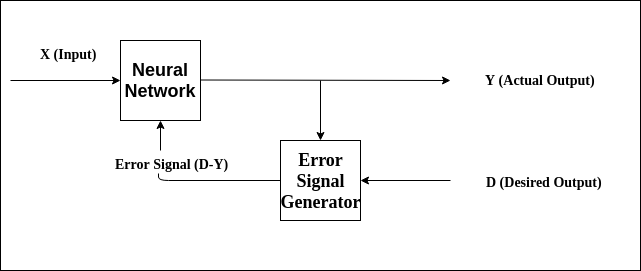 X (Input)
Neural
Network
Y (Actual Output)
Error Signal (D-Y)
Error
Signal
Generator
D (Desired Output)